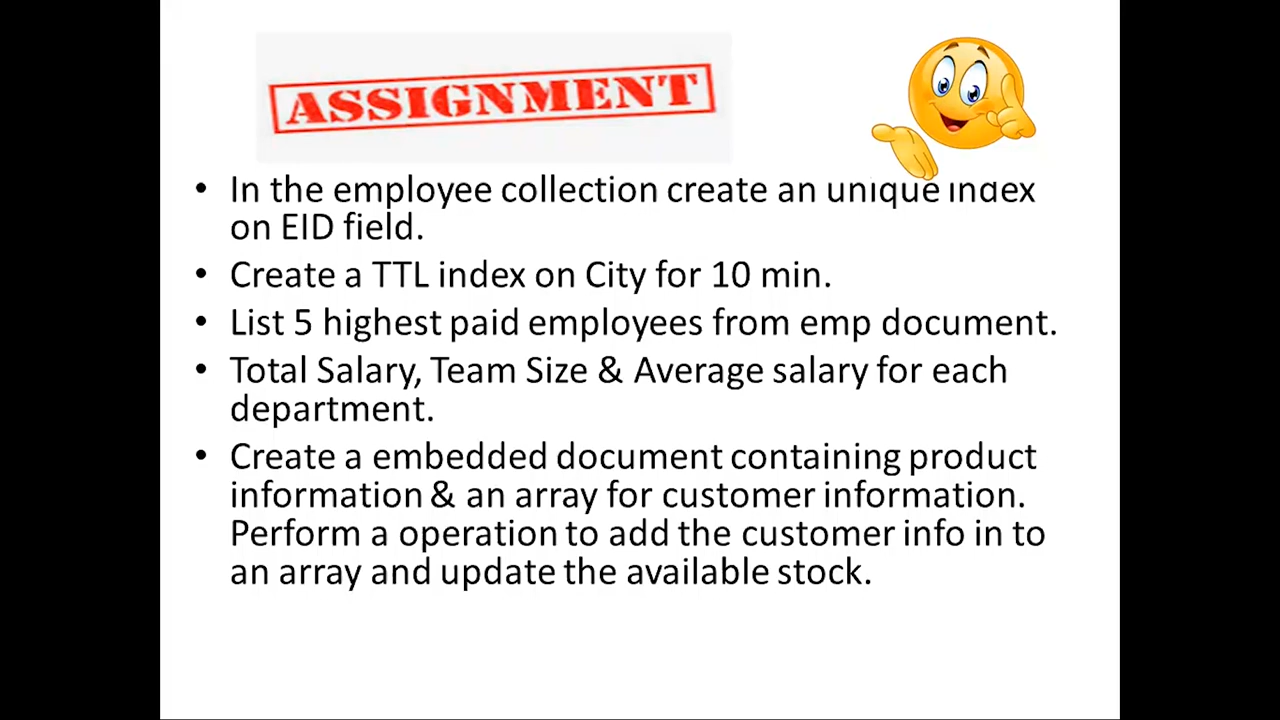 ASSIGNMENT
• In the employee collection create an unique index
on EID field.
• Create a TTL index on City for 10 min.
• List 5 highest paid employees from emp document.
• Total Salary, Team Size & Average salary for each
department.
• Create a embedded document containing product
information & an array for customer information.
Perform a operation to add the customer info in to
an array and update the available stock.